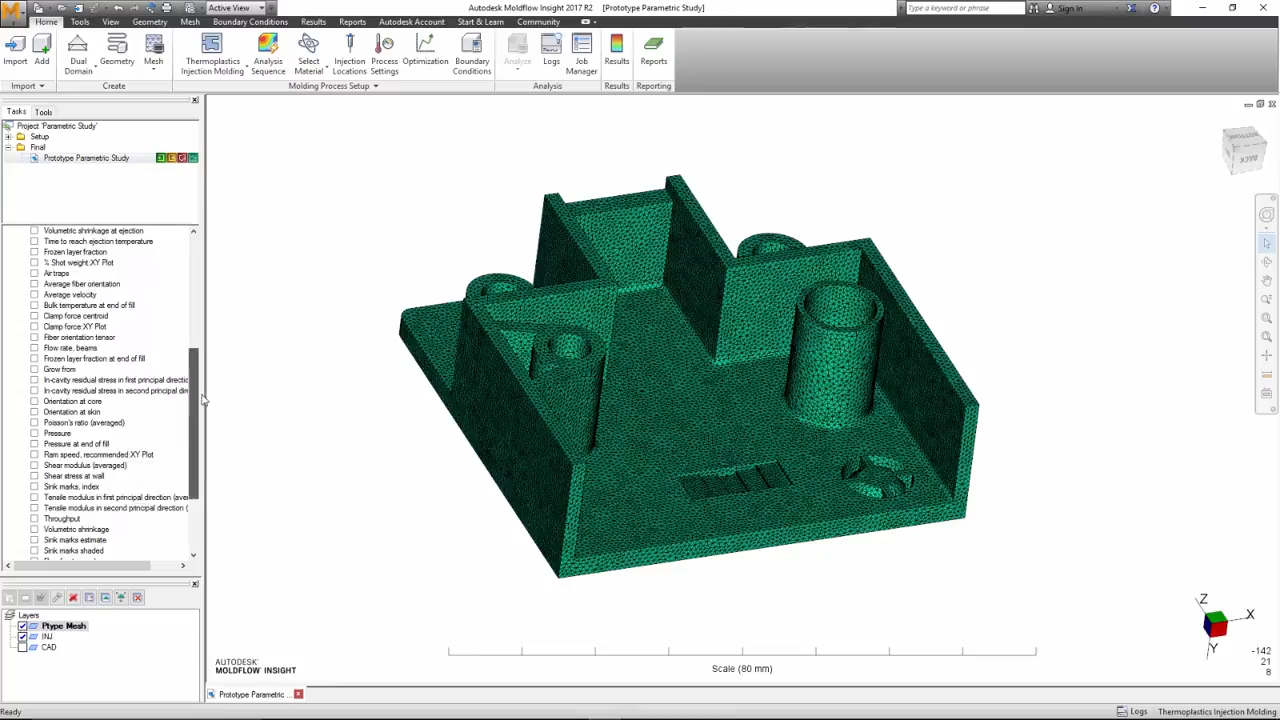 Active View
Autodesk Moldflow Insight 2017 R2 [Prototype Parametric Study]
Type a keyword or phrase
Sign In
Home Tools View Geometry Mesh Boundary Conditions Results Reports Autodesk Account Start & Learn Community
Import Add Dual Domain Geometry Mesh Thermoplastics Injection Molding Analysis Sequence Select Material Injection Locations Process Settings Optimization Boundary Conditions Analyze Logs Job Manager Results Reports
Import Create Molding Process Setup Analysis Results Reporting
Tasks Tools
Project 'Parametric Study'
Setup
Final
Prototype Parametric Study
Volumetric shrinkage at ejection
Time to reach ejection temperature
Frozen layer fraction
% Shot weight:XY Plot
Air traps
Average fiber orientation
Average velocity
Bulk temperature at end of fill
Clamp force centroid
Clamp force:XY Plot
Fiber orientation tensor
Flow rate, beams
Frozen layer fraction at end of fill
Grow from
In-cavity residual stress in first principal directio
In-cavity residual stress in second principal dire
Orientation at core
Orientation at skin
Poisson's ratio (averaged)
Pressure
Pressure at end of fill
Ram speed, recommended:XY Plot
Shear modulus (averaged)
Shear stress at wall
Sink marks, index
Tensile modulus in first principal direction (aver
Tensile modulus in second principal direction (
Throughput
Volumetric shrinkage
Sink marks estimate
Sink marks shaded
Layers
Ptype Mesh
INJ
CAD
BOTTOM
BACK
AUTODESK®
MOLDFLOW® INSIGHT
Scale (80 mm)
Z
X
Y
-142
21
8
Prototype Parametric ...
Ready
Logs Thermoplastics Injection Molding